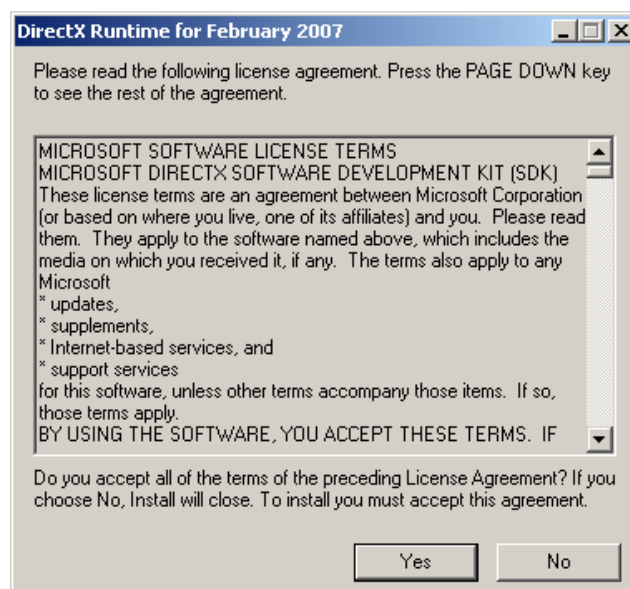 DirectX Runtime for February 2007
Please read the following license agreement. Press the PAGE DOWN key
to see the rest of the agreement.
MICROSOFT SOFTWARE LICENSE TERMS
MICROSOFT DIRECTX SOFTWARE DEVELOPMENT KIT (SDK)
These license terms are an agreement between Microsoft Corporation
(or based on where you live, one of its affiliates) and you.  Please read
them.  They apply to the software named above, which includes the
media on which you received it, if any.  The terms also apply to any
Microsoft
* updates,
* supplements,
* Internet-based services, and
* support services
for this software, unless other terms accompany those items.  If so,
those terms apply.
BY USING THE SOFTWARE, YOU ACCEPT THESE TERMS.  IF
Do you accept all of the terms of the preceding License Agreement? If you
choose No, Install will close. To install you must accept this agreement.
Yes
No